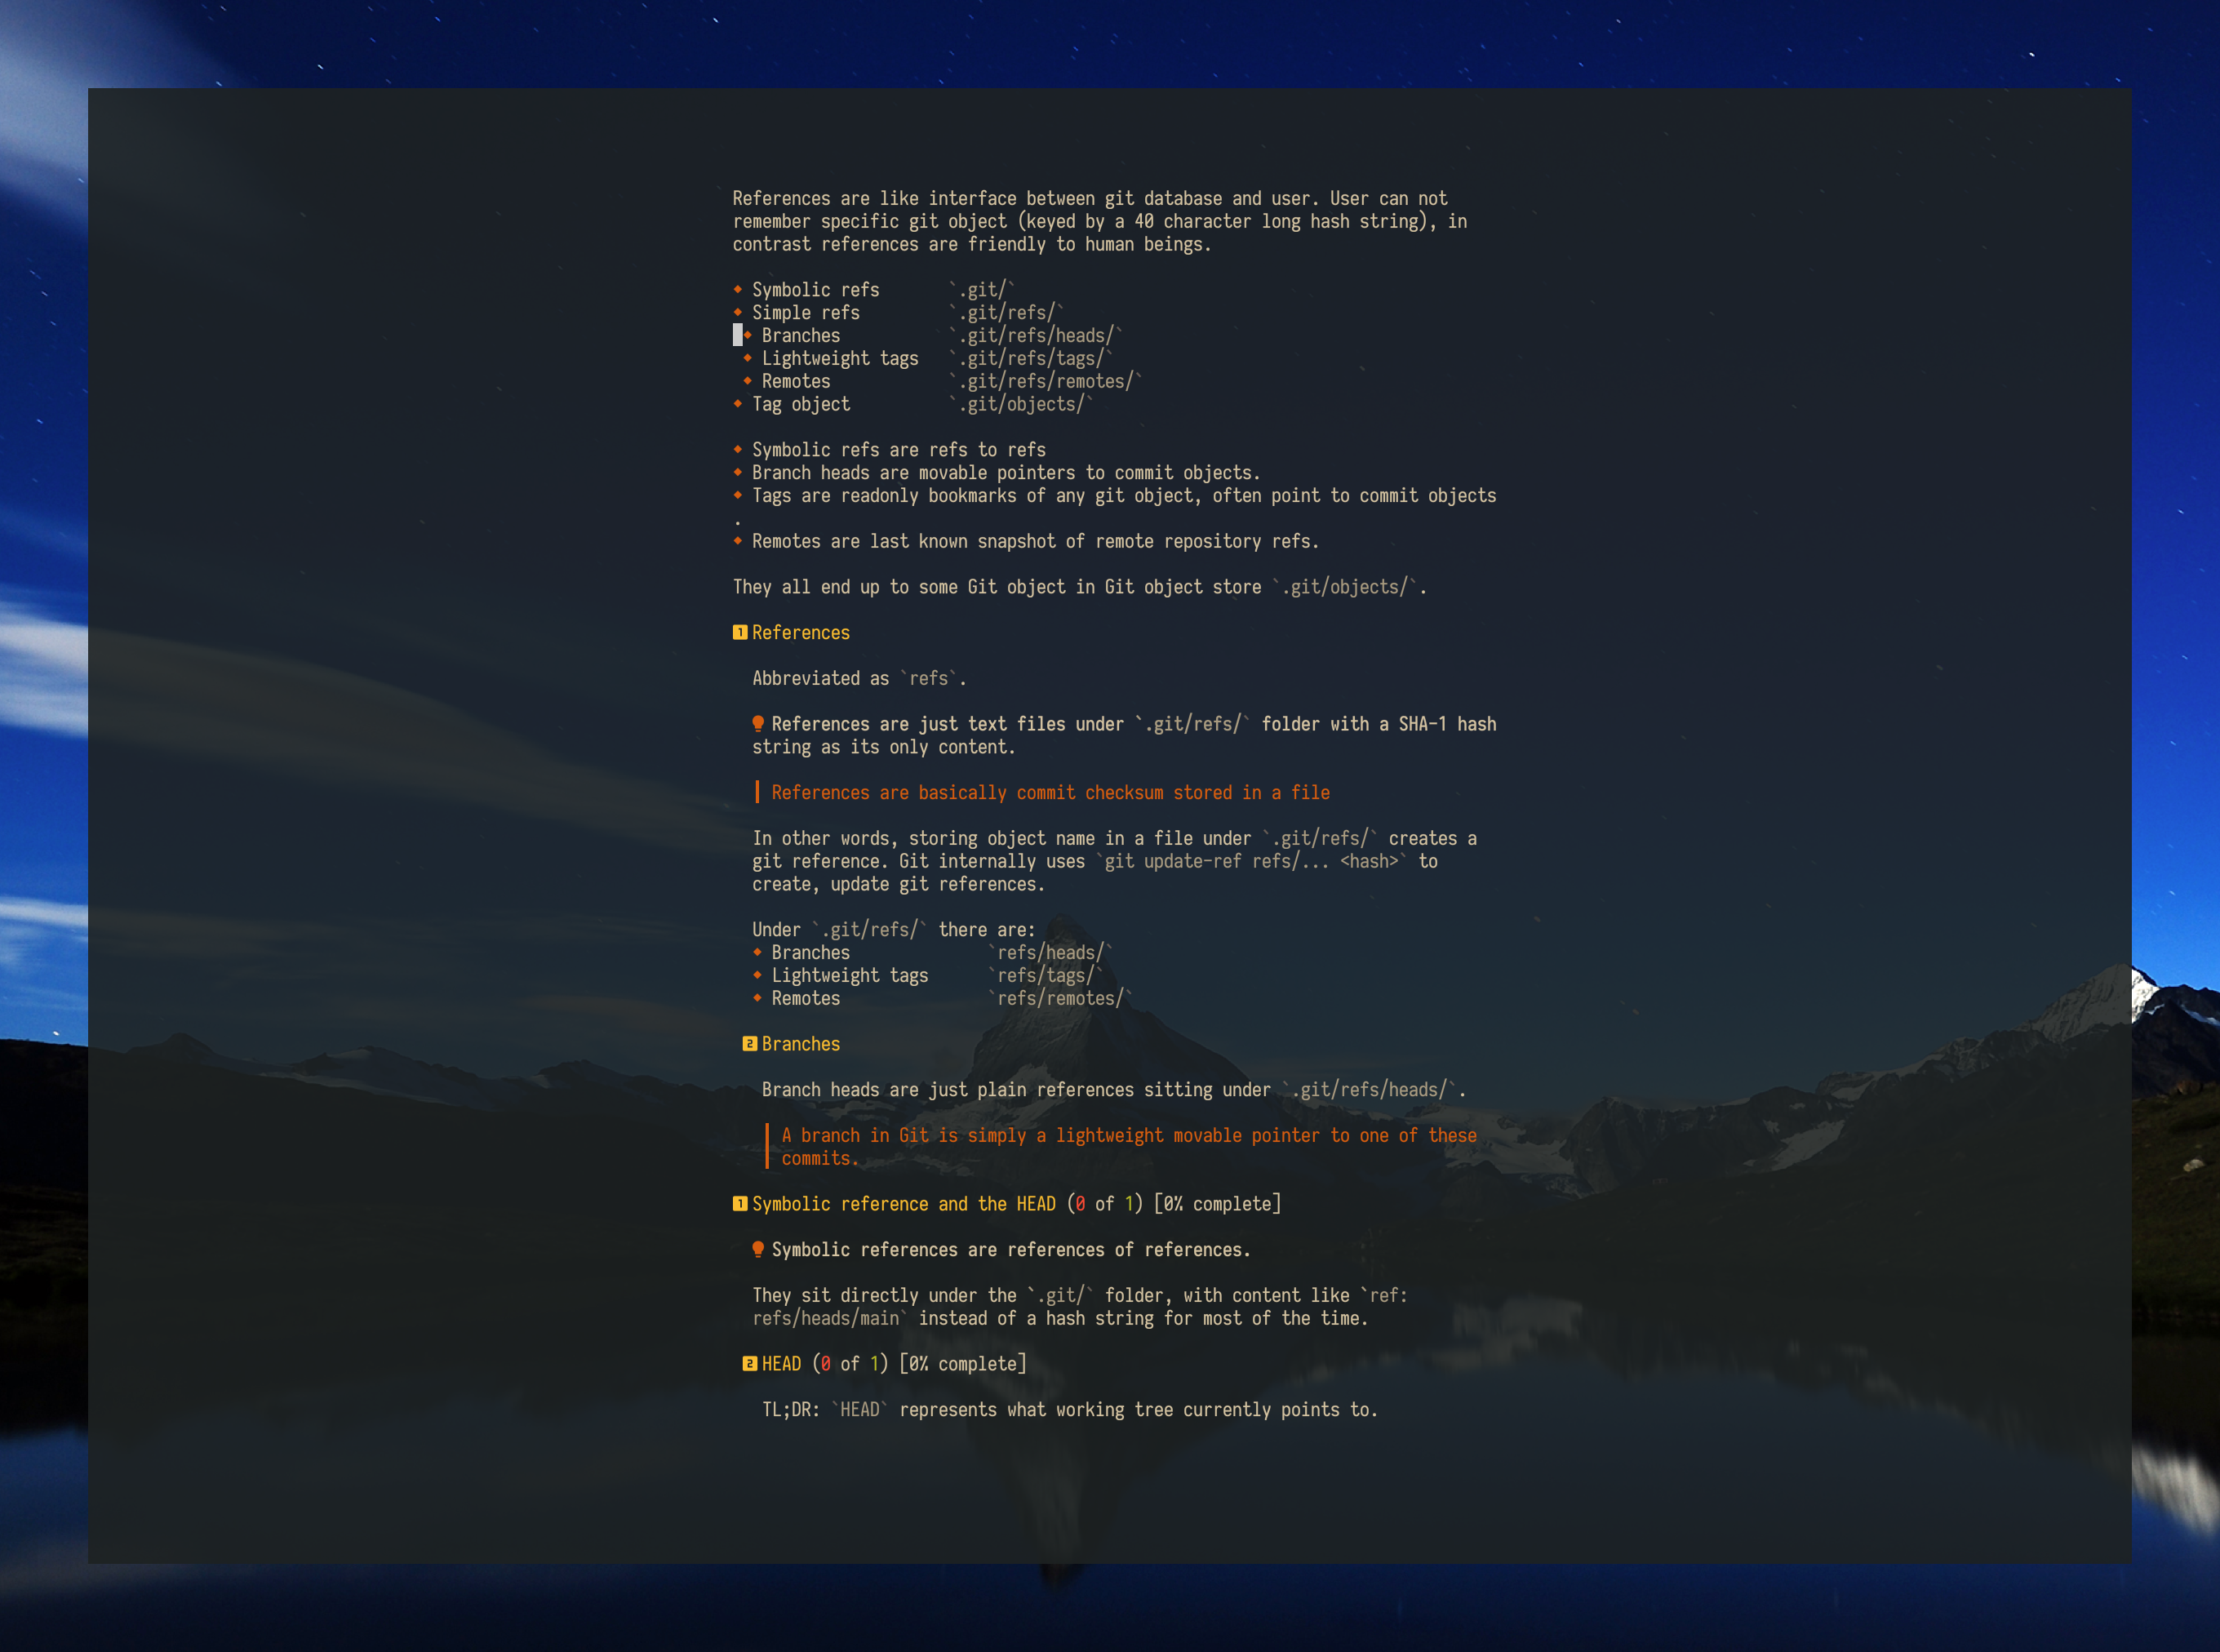 References are like interface between git database and user. User can not
remember specific git object (keyed by a 40 character long hash string), in
contrast references are friendly to human beings.
◆ Symbolic refs `.git/`
◆ Simple refs `.git/refs/`
◆ Branches `.git/refs/heads/`
◆ Lightweight tags `.git/refs/tags/`
◆ Remotes `.git/refs/remotes/`
◆ Tag object `.git/objects/`
◆ Symbolic refs are refs to refs
◆ Branch heads are movable pointers to commit objects.
◆ Tags are readonly bookmarks of any git object, often point to commit objects
.
◆ Remotes are last known snapshot of remote repository refs.
They all end up to some Git object in Git object store `.git/objects/`.
1 References
Abbreviated as `refs`.
References are just text files under `.git/refs/` folder with a SHA-1 hash
string as its only content.
References are basically commit checksum stored in a file
In other words, storing object name in a file under `.git/refs/` creates a
git reference. Git internally uses `git update-ref refs/... <hash>` to
create, update git references.
Under `.git/refs/` there are:
◆ Branches `refs/heads/`
◆ Lightweight tags `refs/tags/`
◆ Remotes `refs/remotes/`
2 Branches
Branch heads are just plain references sitting under `.git/refs/heads/`.
A branch in Git is simply a lightweight movable pointer to one of these
commits.
1 Symbolic reference and the HEAD (0 of 1) [0% complete]
Symbolic references are references of references.
They sit directly under the `.git/` folder, with content like `ref:
refs/heads/main` instead of a hash string for most of the time.
2 HEAD (0 of 1) [0% complete]
TL;DR: `HEAD` represents what working tree currently points to.